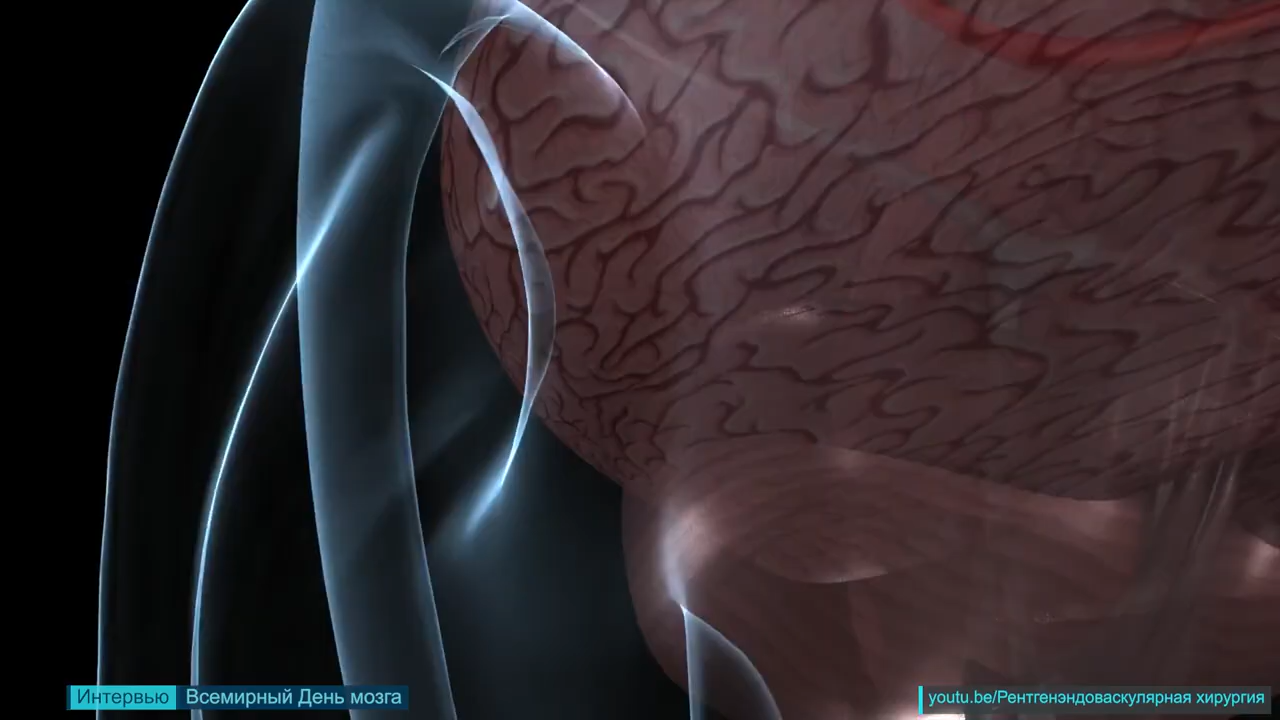 Интервью Всемирный День мозга
youtu.be/Рентгенэндоваскулярная хирургия